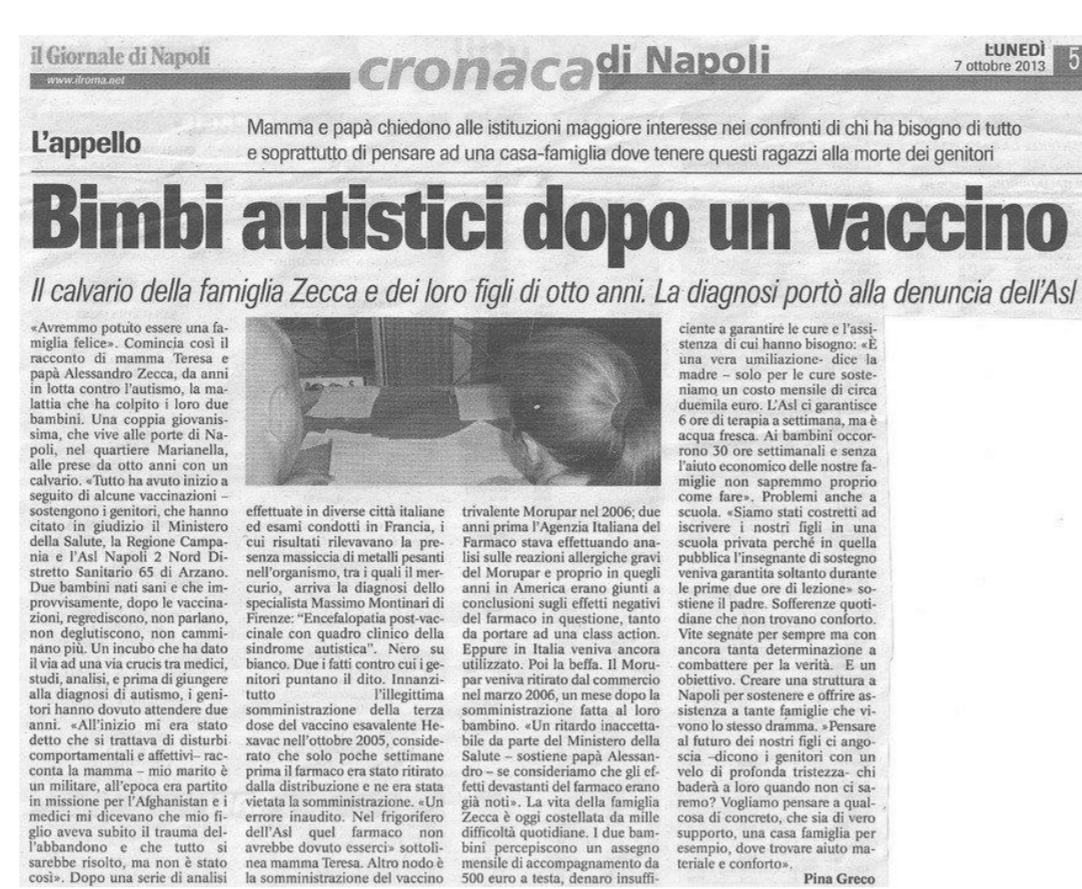 il Giornale di Napoli
www.ilroma.net
cronaca di Napoli
LUNEDÌ
7 ottobre 2013
5
L'appello
Mamma e papà chiedono alle istituzioni maggiore interesse nei confronti di chi ha bisogno di tutto
e soprattutto di pensare ad una casa-famiglia dove tenere questi ragazzi alla morte dei genitori
Bimbi autistici dopo un vaccino
Il calvario della famiglia Zecca e dei loro figli di otto anni. La diagnosi portò alla denuncia dell'Asl
«Avremmo potuto essere una fa-
miglia felice». Comincia così il
racconto di mamma Teresa e
papà Alessandro Zecca, da anni
in lotta contro l'autismo, la ma-
lattia che ha colpito i loro due
bambini. Una coppia giovanis-
sima, che vive alle porte di Na-
poli, nel quartiere Marianella,
alle prese da otto anni con un
calvario. «Tutto ha avuto inizio a
seguito di alcune vaccinazioni –
sostengono i genitori, che hanno
citato in giudizio il Ministero
della Salute, la Regione Campa-
nia e l'Asl Napoli 2 Nord Di-
stretto Sanitario 65 di Arzano.
Due bambini nati sani e che im-
provvisamente, dopo le vaccina-
zioni, regrediscono, non parlano,
non deglutiscono, non cammi-
nano più. Un incubo che ha dato
il via ad una via crucis tra medici,
studi, analisi, e prima di giungere
alla diagnosi di autismo, i geni-
tori hanno dovuto attendere due
anni. «All'inizio mi era stato
detto che si trattava di disturbi
comportamentali e affettivi– rac-
conta la mamma – mio marito è
un militare, all'epoca era partito
in missione per l'Afghanistan e i
medici mi dicevano che mio fi-
glio aveva subito il trauma del-
l'abbandono e che tutto si
sarebbe risolto, ma non è stato
così». Dopo una serie di analisi
effettuate in diverse città italiane
ed esami condotti in Francia, i
cui risultati rilevavano la pre-
senza massiccia di metalli pesanti
nell'organismo, tra i quali il mer-
curio, arriva la diagnosi dello
specialista Massimo Montinari di
Firenze: "Encefalopatia post-vac-
cinale con quadro clinico della
sindrome autistica". Nero su
bianco. Due i fatti contro cui i ge-
nitori puntano il dito. Innanzi-
tutto l'illegittima
somministrazione della terza
dose del vaccino esavalente He-
xavac nell'ottobre 2005, conside-
rato che solo poche settimane
prima il farmaco era stato ritirato
dalla distribuzione e ne era stata
vietata la somministrazione. «Un
errore inaudito. Nel frigorifero
dell'Asl quel farmaco non
avrebbe dovuto esserci» sottoli-
nea mamma Teresa. Altro nodo è
la somministrazione del vaccino
trivalente Morupar nel 2006; due
anni prima l'Agenzia Italiana del
Farmaco stava effettuando ana-
lisi sulle reazioni allergiche gravi
del Morupar e proprio in quegli
anni in America erano giunti a
conclusioni sugli effetti negativi
del farmaco in questione, tanto
da portare ad una class action.
Eppure in Italia veniva ancora
utilizzato. Poi la beffa. Il Moru-
par veniva ritirato dal commercio
nel marzo 2006, un mese dopo la
somministrazione fatta al loro
bambino. «Un ritardo inaccetta-
bile da parte del Ministero della
Salute – sostiene papà Alessan-
dro – se consideriamo che gli ef-
fetti devastanti del farmaco erano
già noti». La vita della famiglia
Zecca è oggi costellata da mille
difficoltà quotidiane. I due bam-
bini percepiscono un assegno
mensile di accompagnamento da
500 euro a testa, denaro insuffi-
ciente a garantire le cure e l'assi-
stenza di cui hanno bisogno: «È
una vera umiliazione- dice la
madre – solo per le cure soste-
niamo un costo mensile di circa
duemila euro. L'Asl ci garantisce
6 ore di terapia a settimana, ma è
acqua fresca. Ai bambini occor-
rono 30 ore settimanali e senza
l'aiuto economico delle nostre fa-
miglie non sapremmo proprio
come fare». Problemi anche a
scuola. «Siamo stati costretti ad
iscrivere i nostri figli in una
scuola privata perché in quella
pubblica l'insegnante di sostegno
veniva garantita soltanto durante
le prime due ore di lezione» so-
stiene il padre. Sofferenze quoti-
diane che non trovano conforto.
Vite segnate per sempre ma con
ancora tanta determinazione a
combattere per la verità. E un
obiettivo. Creare una struttura a
Napoli per sostenere e offrire as-
sistenza a tante famiglie che vi-
vono lo stesso dramma. »Pensare
al futuro dei nostri figli ci ango-
scia –dicono i genitori con un
velo di profonda tristezza- chi
baderà a loro quando non ci sa-
remo? Vogliamo pensare a qual-
cosa di concreto, che sia di vero
supporto, una casa famiglia per
esempio, dove trovare aiuto ma-
teriale e conforto».
Pina Greco